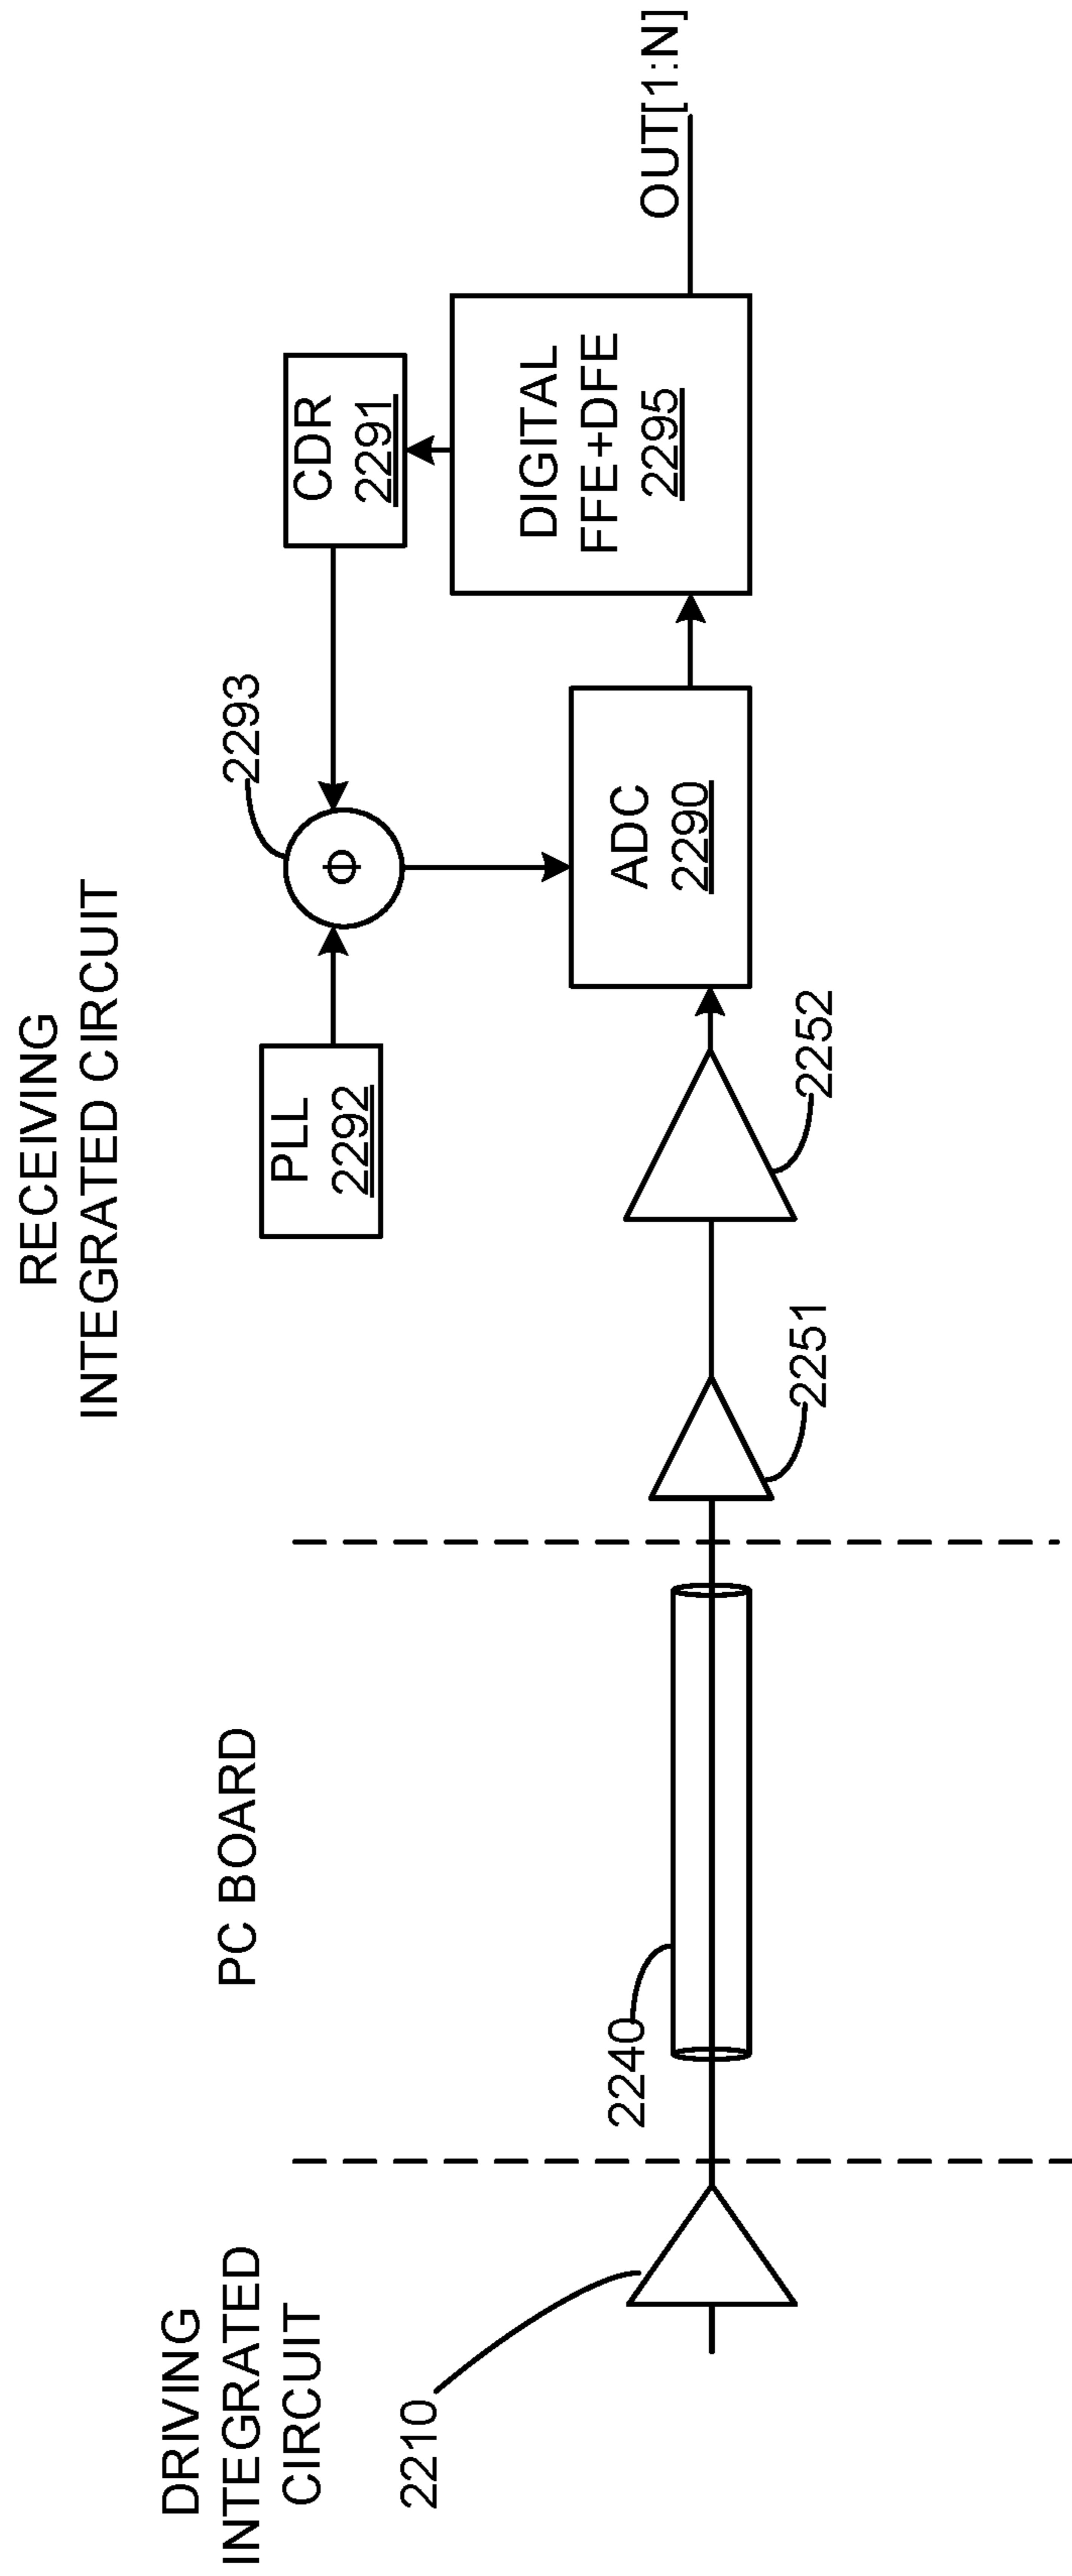 DRIVING
INTEGRATED
CIRCUIT
PC BOARD
RECEIVING
INTEGRATED CIRCUIT
2210
2240
2251
2252
PLL
2292
2293
CDR
2291
ADC
2290
DIGITAL
FFE+DFE
2295
OUT[1:N]
Φ